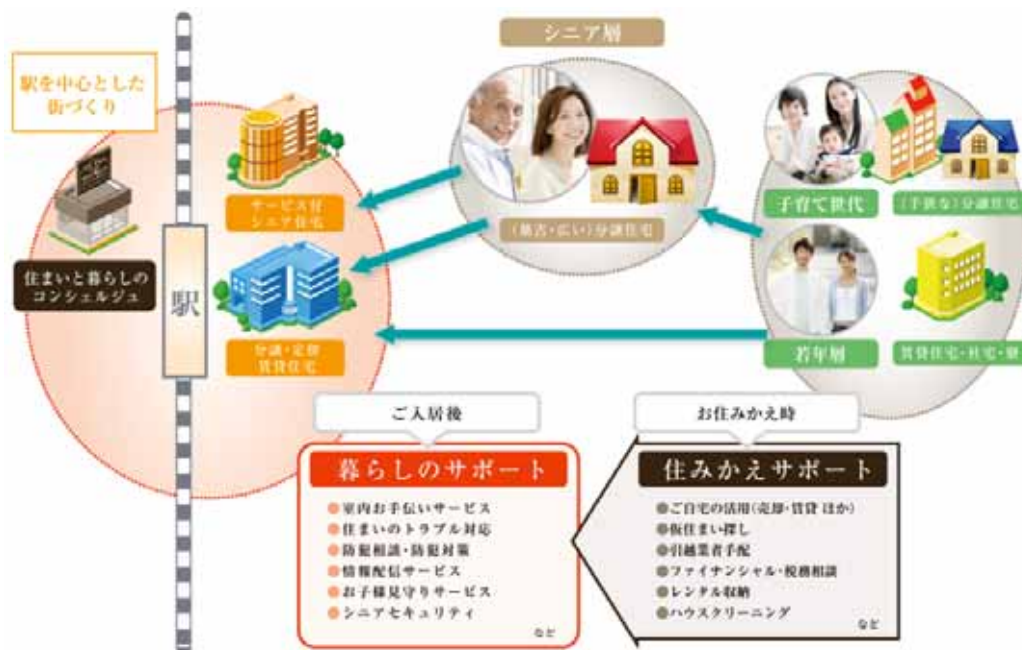 シニア層
駅を中心とした
街づくり
サービス付
シニア住宅
(築古・広い)分譲住宅
子育て世代
(手狭な)分譲住宅
住まいと暮らしの
コンシェルジュ
駅
分譲・定借
賃貸住宅
若年層
賃貸住宅・社宅・寮
ご入居後
お住みかえ時
暮らしのサポート
室内お手伝いサービス
住まいのトラブル対応
防犯相談・防犯対策
情報配信サービス
お子様見守りサービス
シニアセキュリティ
など
住みかえサポート
ご自宅の活用(売却・賃貸 ほか)
仮住まい探し
引越業者手配
ファイナンシャル・税務相談
レンタル収納
ハウスクリーニング
など